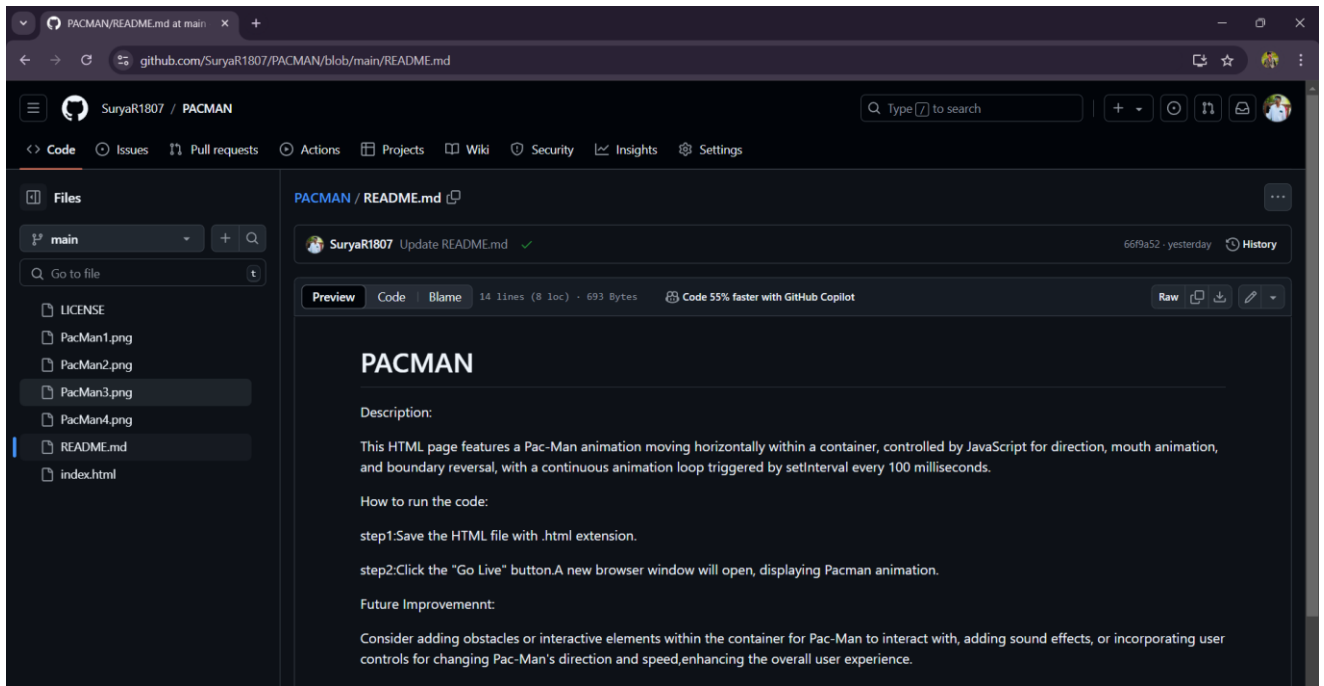 PACMAN/README.md at main
github.com/SuryaR1807/PACMAN/blob/main/README.md
SuryaR1807 / PACMAN
Type / to search
<> Code Issues Pull requests Actions Projects Wiki Security Insights Settings
Files
PACMAN / README.md
main
SuryaR1807 Update README.md
66f9a52 · yesterday History
Go to file t
Preview Code Blame 14 lines (8 loc) · 693 Bytes Code 55% faster with GitHub Copilot Raw
LICENSE
PacMan1.png
PacMan2.png
PacMan3.png
PacMan4.png
README.md
index.html
PACMAN
Description:
This HTML page features a Pac-Man animation moving horizontally within a container, controlled by JavaScript for direction, mouth animation,
and boundary reversal, with a continuous animation loop triggered by setInterval every 100 milliseconds.
How to run the code:
step1:Save the HTML file with .html extension.
step2:Click the "Go Live" button.A new browser window will open, displaying Pacman animation.
Future Improvemennt:
Consider adding obstacles or interactive elements within the container for Pac-Man to interact with, adding sound effects, or incorporating user
controls for changing Pac-Man's direction and speed,enhancing the overall user experience.